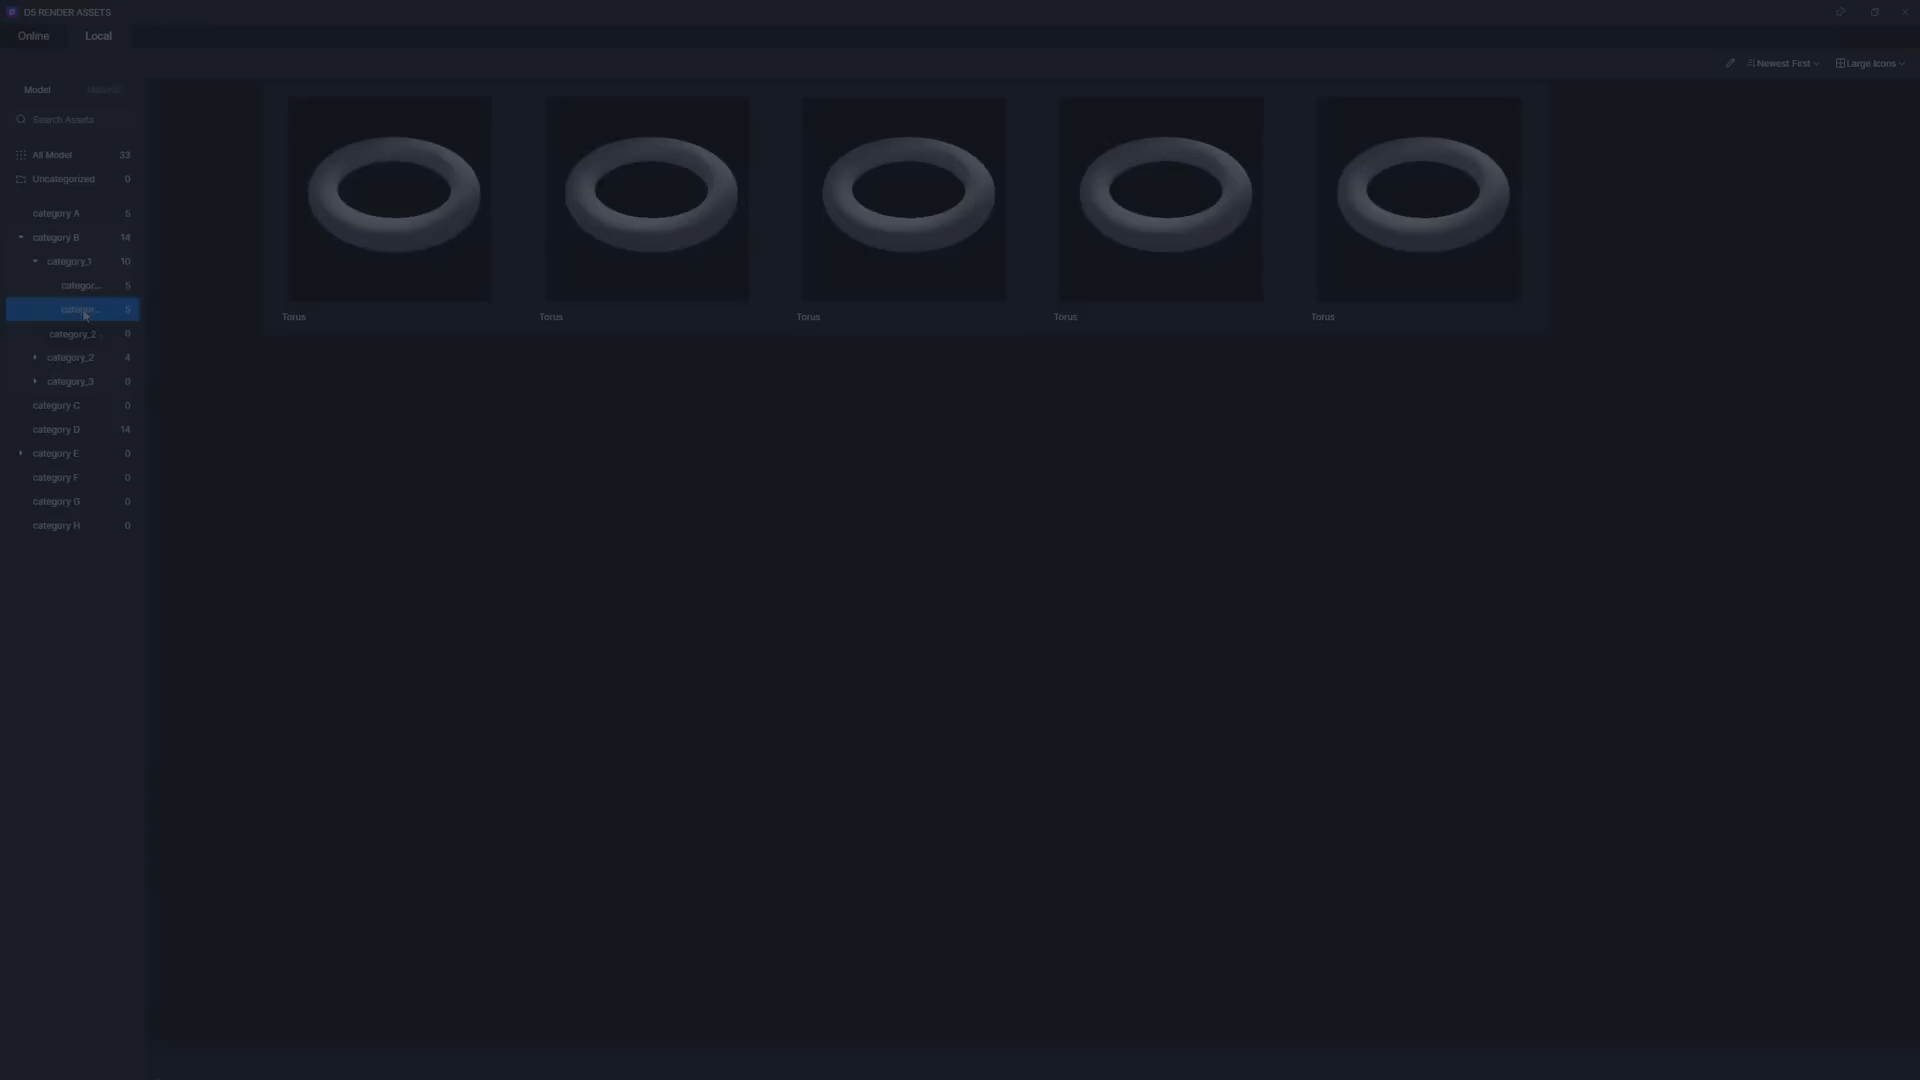 D5 RENDER ASSETS
Online Local
Newest First Large Icons
Model
Search Assets
All Model 33
Uncategorized 0
category A 5
category B 14
category_1 10
categor... 5
categor... 5
category_2 . 0
category_2 4
category_3 0
category C 0
category D 14
category E 0
category F 0
category G 0
category H 0
Torus Torus Torus Torus Torus